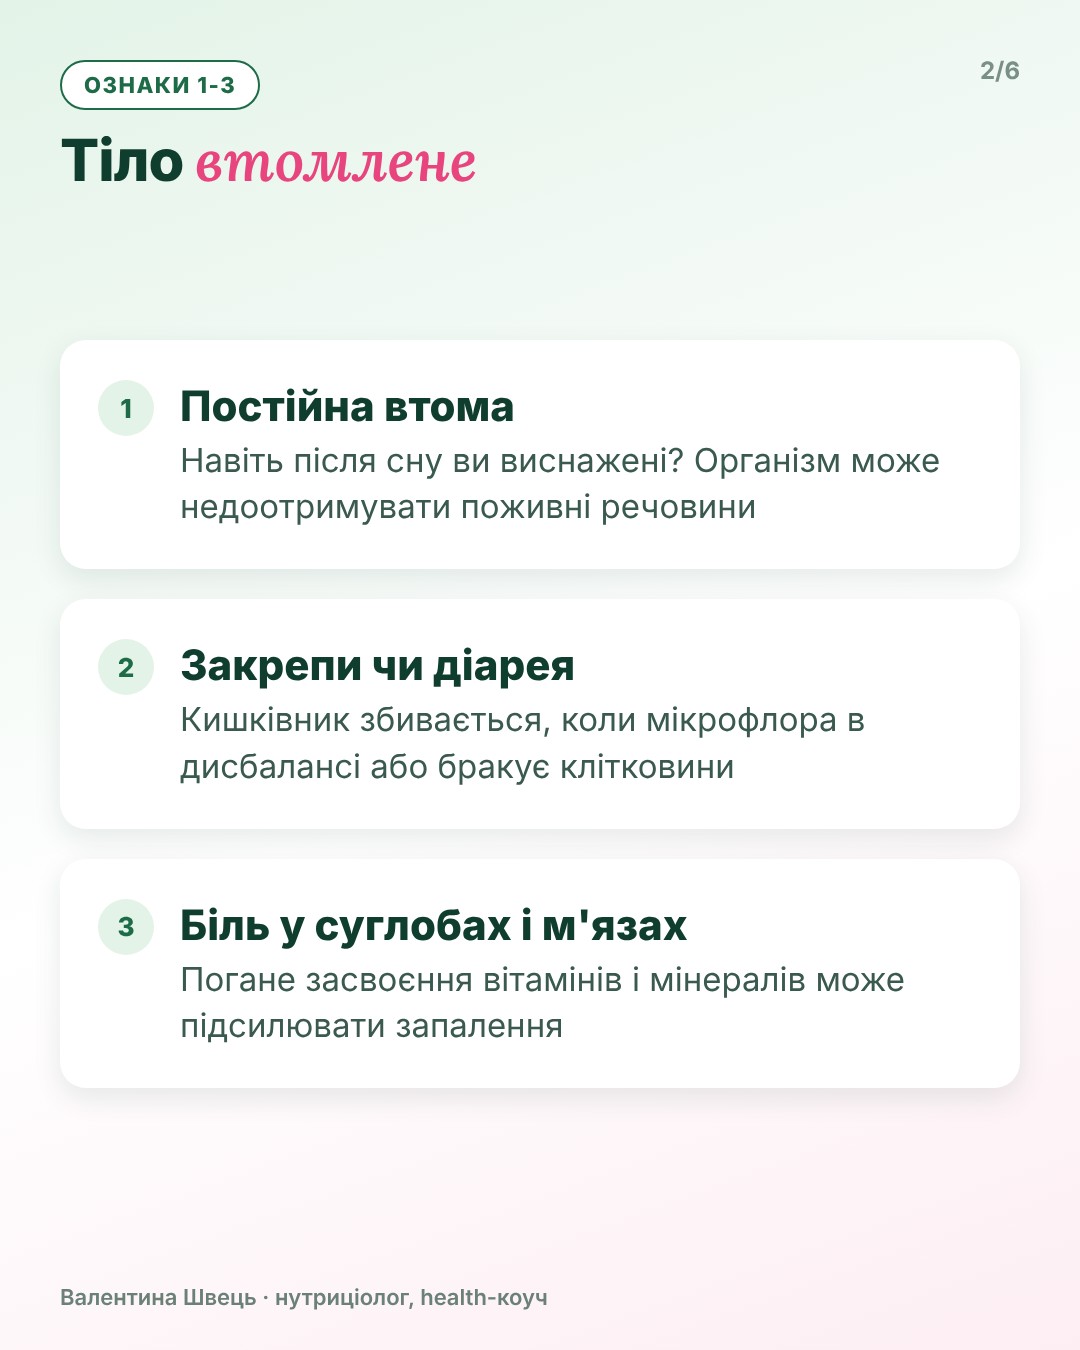 ОЗНАКИ 1-3
2/6
Тіло втомлене
1
Постійна втома
Навіть після сну ви виснажені? Організм може
недоотримувати поживні речовини
2
Закрепи чи діарея
Кишківник збивається, коли мікрофлора в
дисбалансі або бракує клітковини
3
Біль у суглобах і м'язах
Погане засвоєння вітамінів і мінералів може
підсилювати запалення
Валентина Швець · нутриціолог, health-коуч